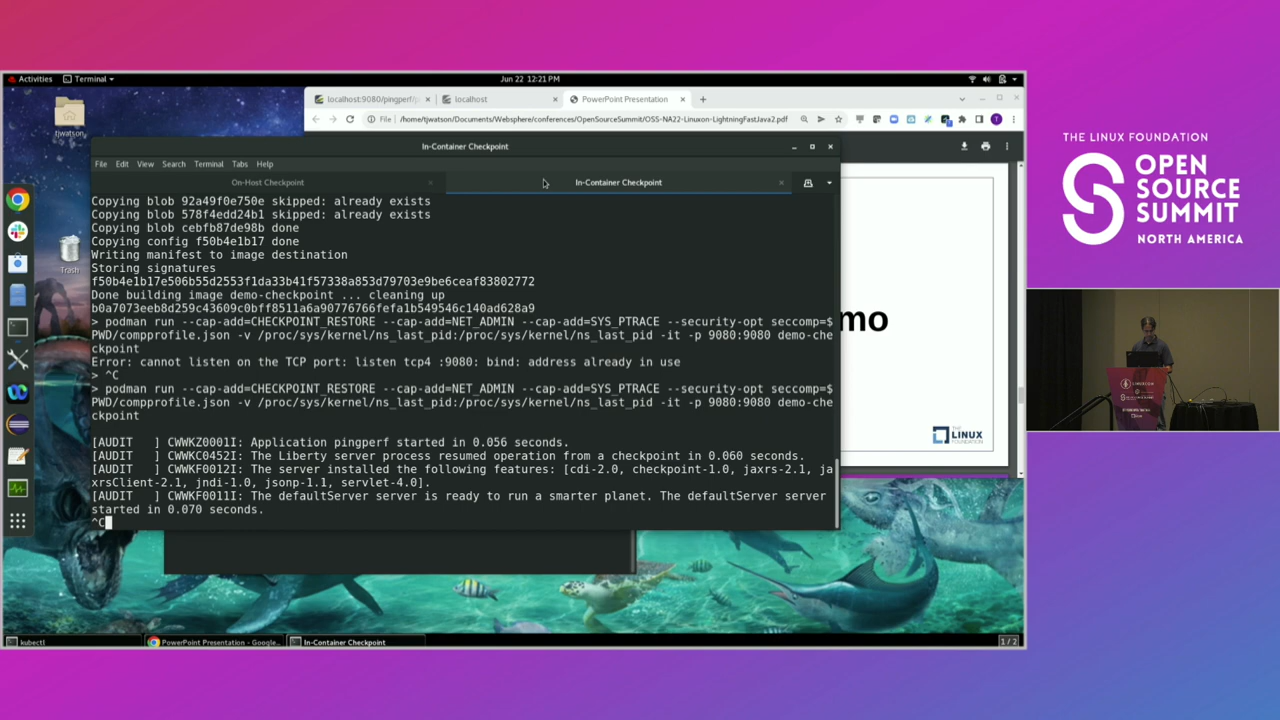 Activities
Terminal
Jun 22 12:21 PM
tjwatson
localhost:9080/pingperf/p
localhost
PowerPoint Presentation
File
/home/tjwatson/Documents/Websphere/conferences/OpenSourceSummit/OSS-NA22-Linuxon-LightningFastJava2.pdf
T
In-Container Checkpoint
File Edit View Search Terminal Tabs Help
On-Host Checkpoint
In-Container Checkpoint
Copying blob 92a49f0e750e skipped: already exists
Copying blob 578f4edd24b1 skipped: already exists
Copying blob cebfb87de98b done
Copying config f50b4e1b17 done
Writing manifest to image destination
Storing signatures
f50b4e1b17e506b55d2553f1da33b41f57338a853d79703e9be6ceaf83802772
Done building image demo-checkpoint ... cleaning up
b0a7073eeb8d259c43609c0bff8511a6a90776766fefa1b549546c140ad628a9
> podman run --cap-add=CHECKPOINT_RESTORE --cap-add=NET_ADMIN --cap-add=SYS_PTRACE --security-opt seccomp=$
PWD/compprofile.json -v /proc/sys/kernel/ns_last_pid:/proc/sys/kernel/ns_last_pid -it -p 9080:9080 demo-che
ckpoint
Error: cannot listen on the TCP port: listen tcp4 :9080: bind: address already in use
> ^C
> podman run --cap-add=CHECKPOINT_RESTORE --cap-add=NET_ADMIN --cap-add=SYS_PTRACE --security-opt seccomp=$
PWD/compprofile.json -v /proc/sys/kernel/ns_last_pid:/proc/sys/kernel/ns_last_pid -it -p 9080:9080 demo-che
ckpoint
[AUDIT   ] CWWKZ0001I: Application pingperf started in 0.056 seconds.
[AUDIT   ] CWWKC0452I: The Liberty server process resumed operation from a checkpoint in 0.060 seconds.
[AUDIT   ] CWWKF0012I: The server installed the following features: [cdi-2.0, checkpoint-1.0, jaxrs-2.1, ja
xrsClient-2.1, jndi-1.0, jsonp-1.1, servlet-4.0].
[AUDIT   ] CWWKF0011I: The defaultServer server is ready to run a smarter planet. The defaultServer server
started in 0.070 seconds.
^C
Trash
mo
THE LINUX FOUNDATION
kubectl
PowerPoint Presentation - Google...
In-Container Checkpoint
1 / 2
THE LINUX FOUNDATION
OPEN
SOURCE
SUMMIT
NORTH AMERICA